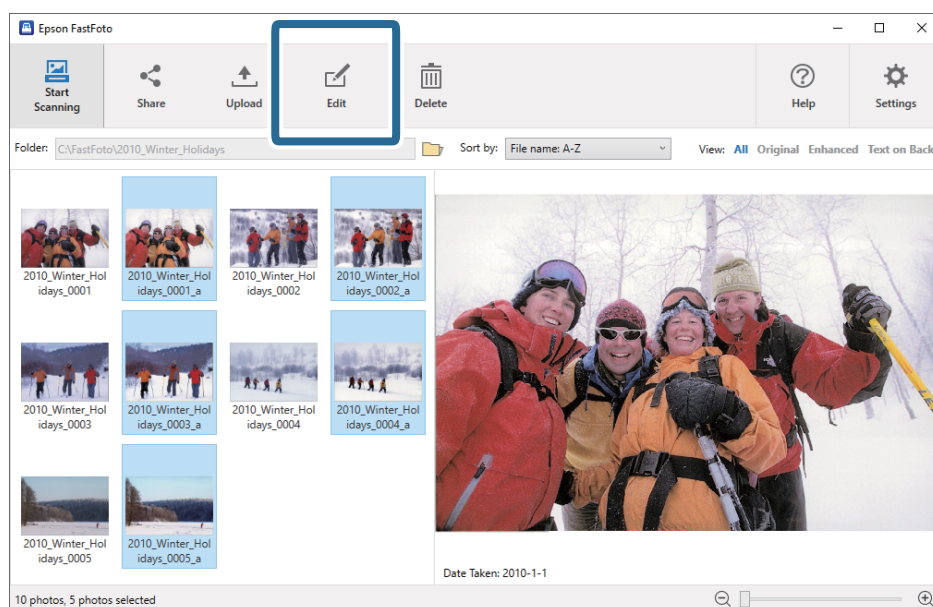 Epson FastFoto
Start
Scanning
Share
Upload
Edit
Delete
Help
Settings
Folder: C:\FastFoto\2010_Winter_Holidays
Sort by: File name: A-Z
View: All Original Enhanced Text on Back
2010_Winter_Hol
idays_0001
2010_Winter_Hol
idays_0001_a
2010_Winter_Hol
idays_0002
2010_Winter_Hol
idays_0002_a
2010_Winter_Hol
idays_0003
2010_Winter_Hol
idays_0003_a
2010_Winter_Hol
idays_0004
2010_Winter_Hol
idays_0004_a
2010_Winter_Hol
idays_0005
2010_Winter_Hol
idays_0005_a
Date Taken: 2010-1-1
10 photos, 5 photos selected